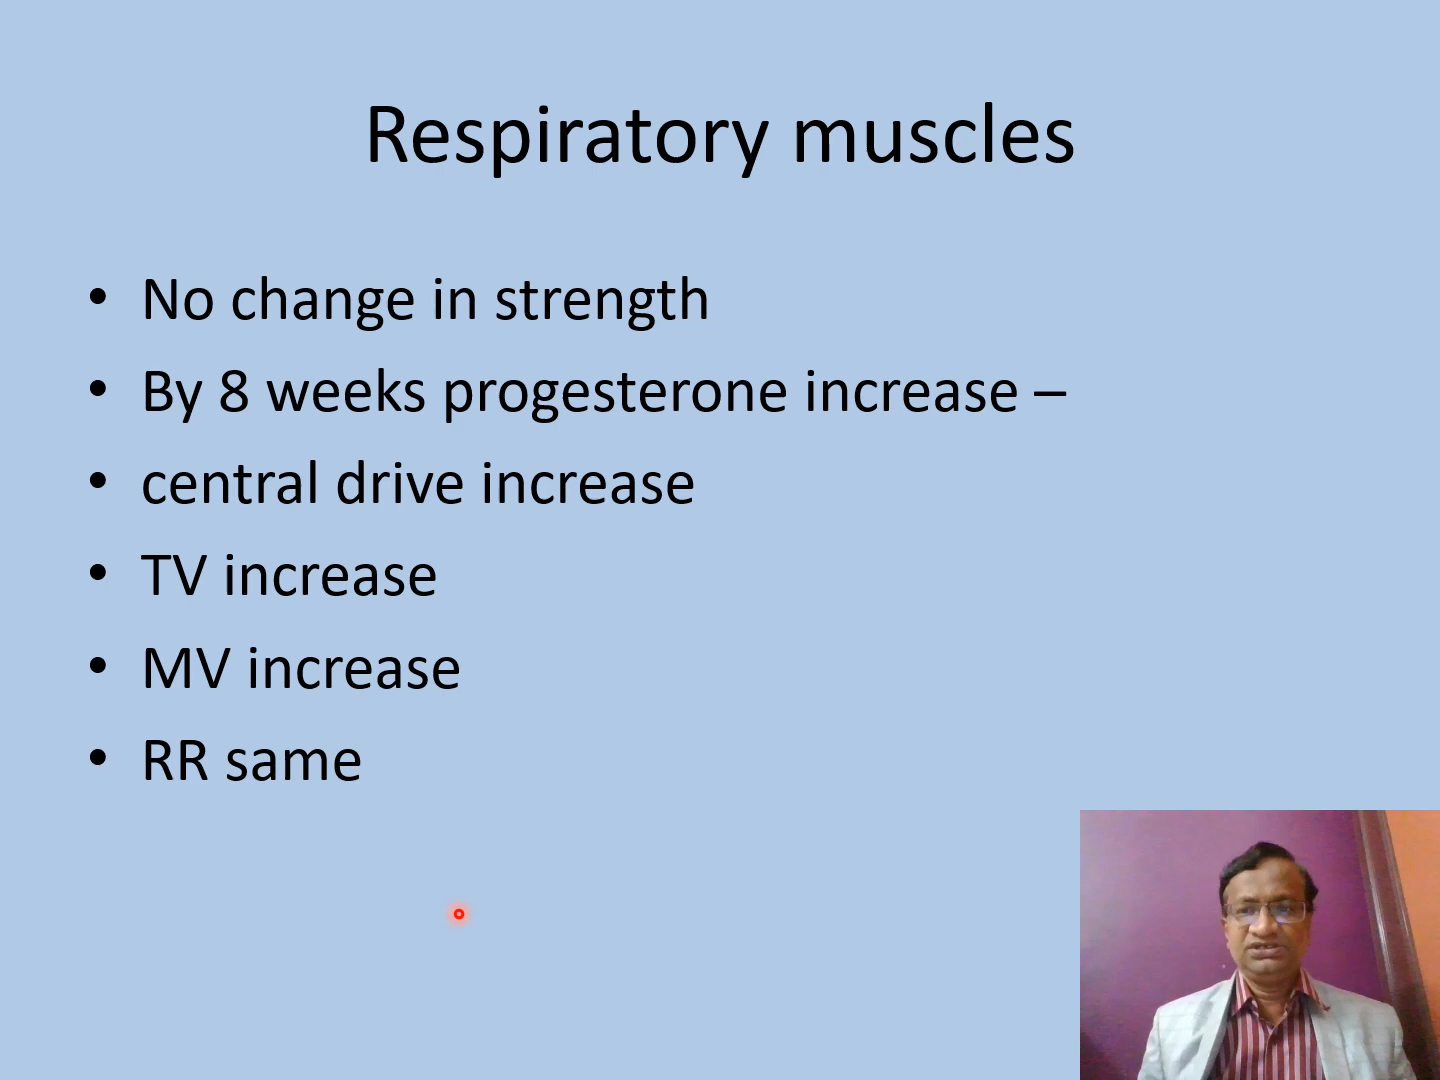 Respiratory muscles
• No change in strength
• By 8 weeks progesterone increase –
• central drive increase
• TV increase
• MV increase
• RR same